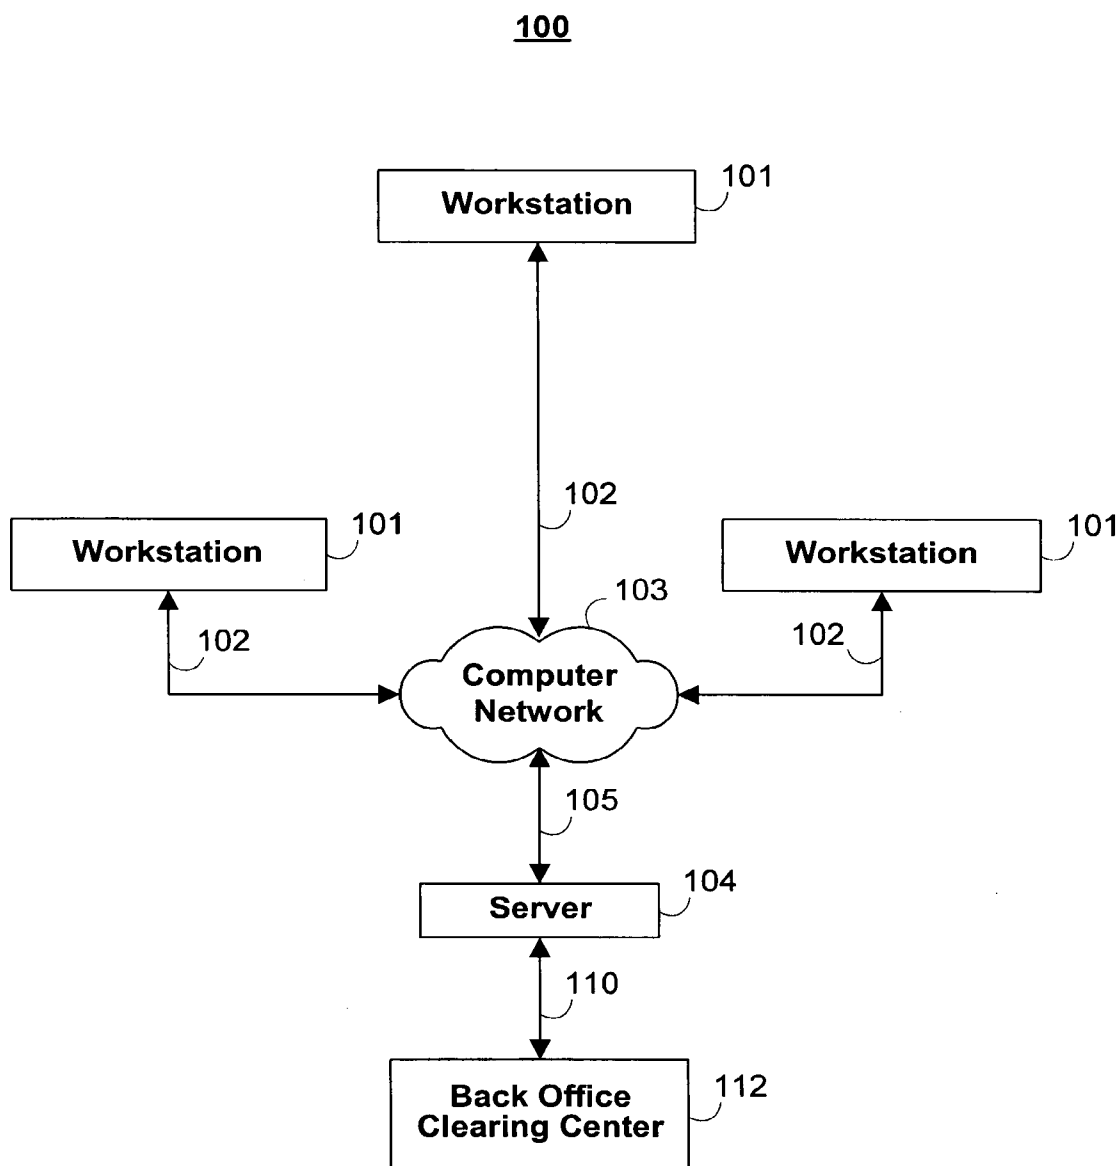 100
Workstation
101
102
Workstation
101
Workstation
101
103
102
102
Computer
Network
105
Server
104
110
Back Office
Clearing Center
112